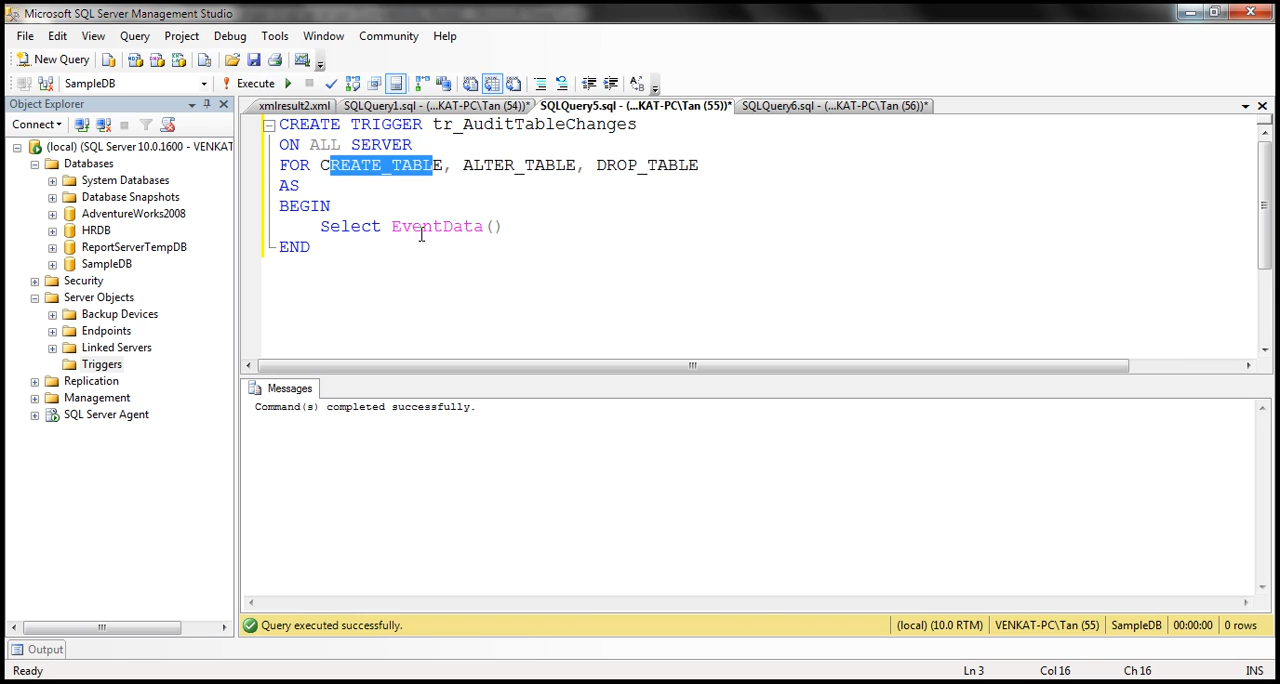 Microsoft SQL Server Management Studio
File Edit View Query Project Debug Tools Window Community Help
New Query
SampleDB Execute
Object Explorer
xmlresult2.xml SQLQuery1.sql - (...KAT-PC\Tan (54))* SQLQuery5.sql - (...KAT-PC\Tan (55))* SQLQuery6.sql - (...KAT-PC\Tan (56))*
Connect
(local) (SQL Server 10.0.1600 - VENKAT
Databases
System Databases
Database Snapshots
AdventureWorks2008
HRDB
ReportServerTempDB
SampleDB
Security
Server Objects
Backup Devices
Endpoints
Linked Servers
Triggers
Replication
Management
SQL Server Agent
CREATE TRIGGER tr_AuditTableChanges
ON ALL SERVER
FOR CREATE_TABLE, ALTER_TABLE, DROP_TABLE
AS
BEGIN
Select EventData()
END
Messages
Command(s) completed successfully.
Query executed successfully. (local) (10.0 RTM) VENKAT-PC\Tan (55) SampleDB 00:00:00 0 rows
Output
Ready Ln 3 Col 16 Ch 16 INS